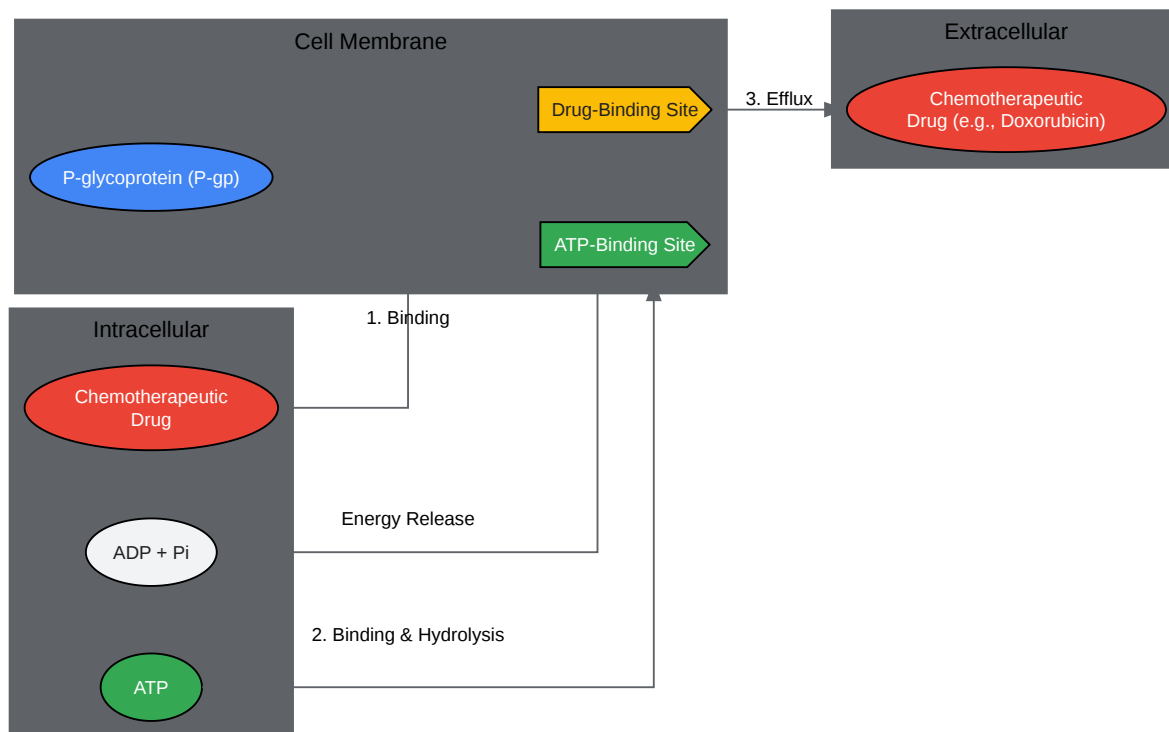 Cell Membrane
Extracellular
Drug-Binding Site
3. Efflux
Chemotherapeutic
Drug (e.g., Doxorubicin)
P-glycoprotein (P-gp)
ATP-Binding Site
1. Binding
Intracellular
Chemotherapeutic
Drug
Energy Release
ADP + Pi
2. Binding & Hydrolysis
ATP